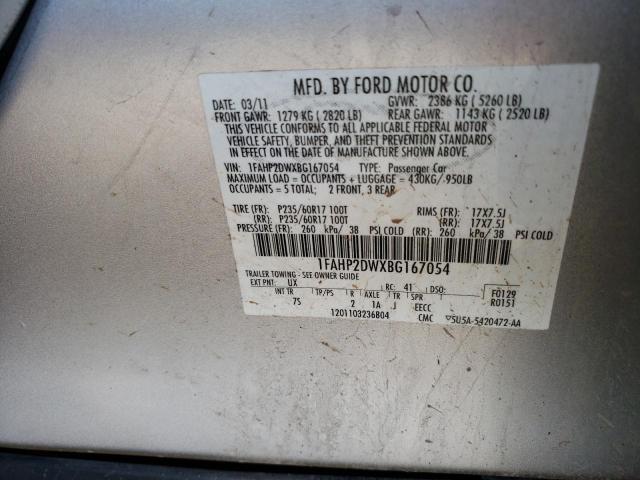 MFD. BY FORD MOTOR CO.
DATE: 03/11 GVWR: 2386 KG ( 5260 LB)
FRONT GAWR: 1279 KG ( 2820 LB) REAR GAWR: 1143 KG ( 2520 LB)
THIS VEHICLE CONFORMS TO ALL APPLICABLE FEDERAL MOTOR
VEHICLE SAFETY, BUMPER, AND THEFT PREVENTION STANDARDS
IN EFFECT ON THE DATE OF MANUFACTURE SHOWN ABOVE.
VIN: 1FAHP2DWXBG167054 TYPE: Passenger Car
MAXIMUM LOAD = OCCUPANTS + LUGGAGE = 430KG/ 950LB
OCCUPANTS = 5 TOTAL; 2 FRONT, 3 REAR
TIRE (FR): P235/60R17 100T RIMS (FR): 17X7.5J
(RR): P235/60R17 100T (RR): 17X7.5J
PRESSURE (FR): 260 kPa/ 38 PSI COLD (RR): 260 kPa/ 38 PSI COLD
1FAHP2DWXBG167054
TRAILER TOWING - SEE OWNER GUIDE
EXT PNT: UX RC: 41 DSO: F0129
INT TR TP/PS R AXLE TR SPR R0151
75 2 1A J EECC
1201103236B04 CMC 5U5A-5420472-AA